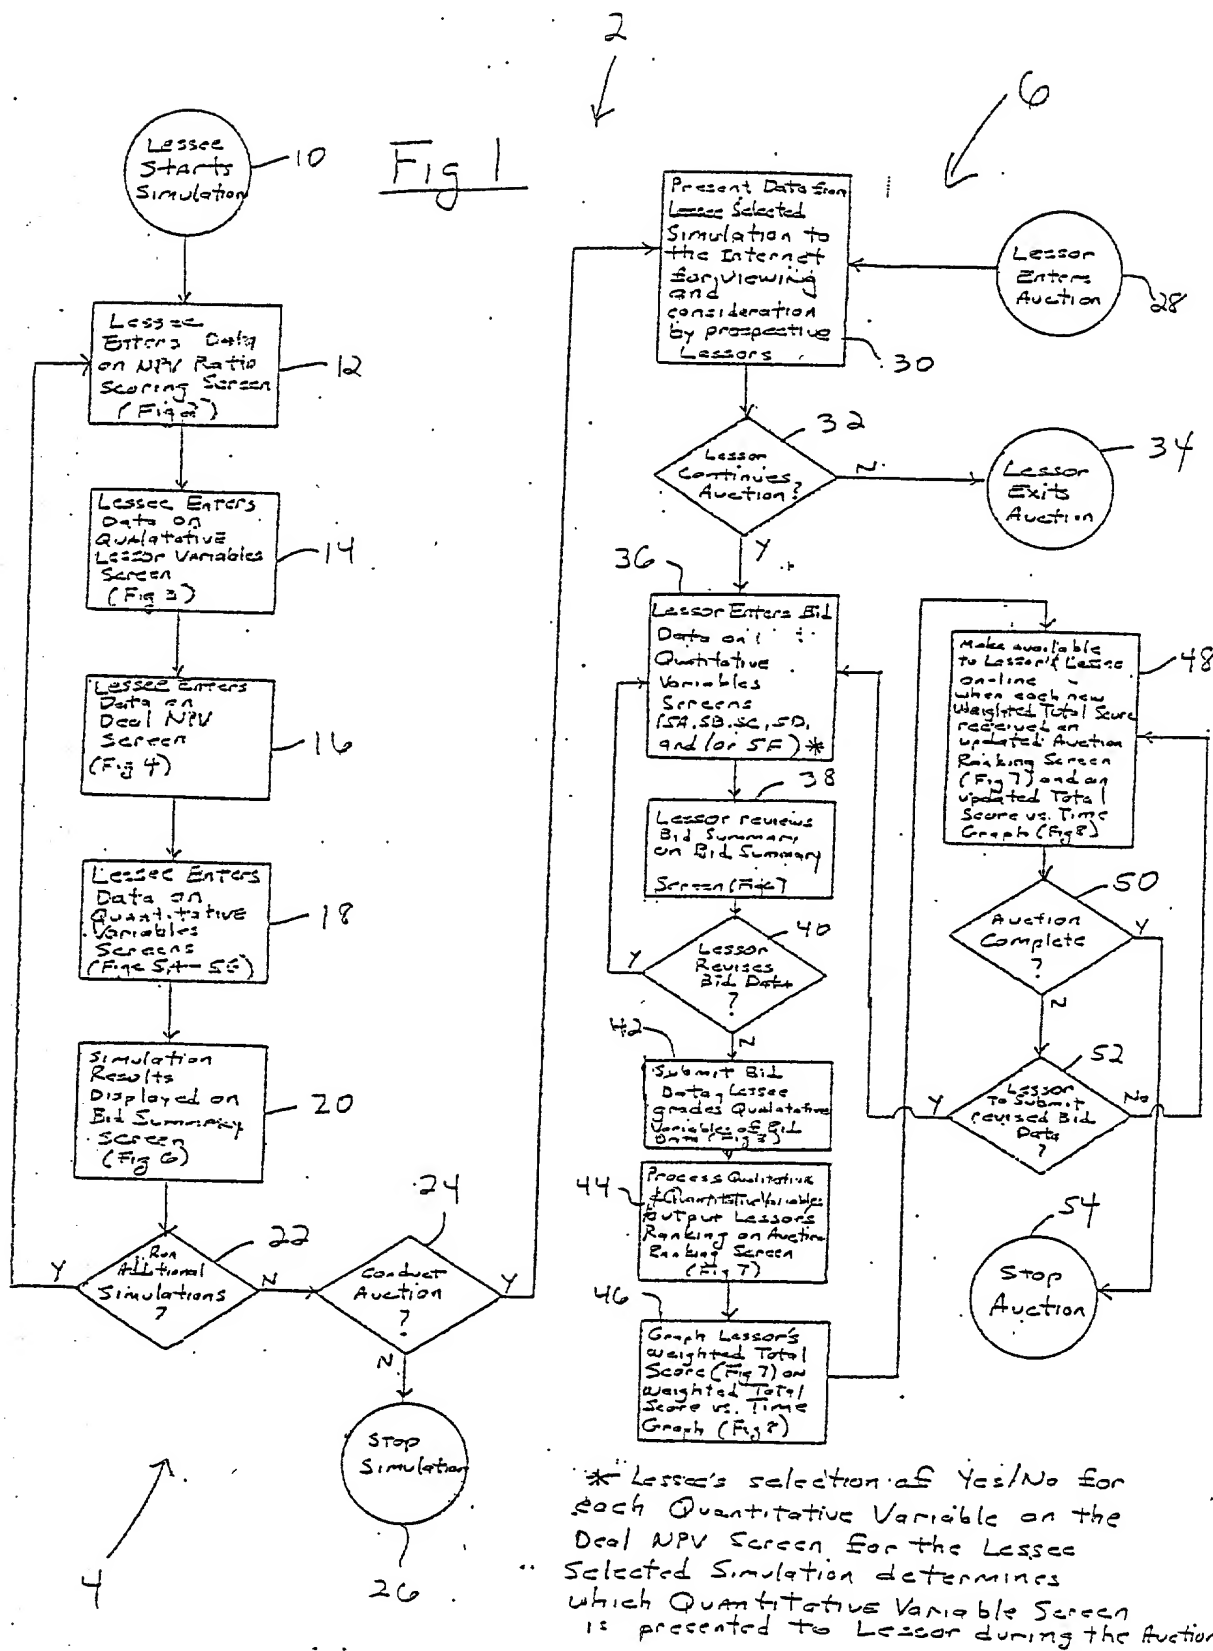 2
6
Fig 1
Lessee
Starts
Simulation
10
Lessee
Enters Data
on NPV Ratio
Scoring Screen
(Fig 2)
12
Lessee Enters
Data on
Qualatative
Lessor Variables
Screen
(Fig 3)
14
Lessee Enters
Data on
Deal NPV
Screen
(Fig 4)
16
Lessee Enters
Data on
Quantitative
Variables
Screens
(Figs 5A-5E)
18
Simulation
Results
Displayed on
Bid Summary
Screen
(Fig 6)
20
Run
Additional
Simulations
?
22
Y
N
Conduct
Auction
?
24
Y
N
Stop
Simulation
26
4
Present Data from
Lessee Selected
Simulation to
the Internet
for viewing
and
consideration
by prospective
Lessors
30
Lessor
Enters
Auction
28
Lessor
Continues
Auction?
32
N
Y
Lessor
Exits
Auction
34
36
Lessor Enters Bid
Data on
Quantitative
Variables
Screens
(5A, 5B, 5C, 5D,
and/or 5E) *
38
Lessor reviews
Bid Summary
on Bid Summary
Screen (Fig 6)
Lessor
Revises
Bid Data
?
40
Y
N
42
Submit Bid
Data, Lessee
grades Qualatative
Variables of Bid
Data (Fig 3)
44
Process Qualitative
& Quantitative Variables
Output Lessors
Ranking on Auction
Ranking Screen
(Fig 7)
46
Graph Lessor's
Weighted Total
Score (Fig 7) on
Weighted Total
Score vs. Time
Graph (Fig 8)
Make available
to Lessor & Lessee
on-line
when each new
Weighted Total Score
received an
updated Auction
Ranking Screen
(Fig 7) and an
updated Total
Score vs. Time
Graph (Fig 8)
48
Auction
Complete
?
50
Y
N
Lessor
To Submit
revised Bid
Data
?
52
Y
No
54
Stop
Auction
* Lessee's selection of Yes/No for
each Quantitative Variable on the
Deal NPV Screen for the Lessee
Selected Simulation determines
which Quantitative Variable Screen
is presented to Lessor during the Auction